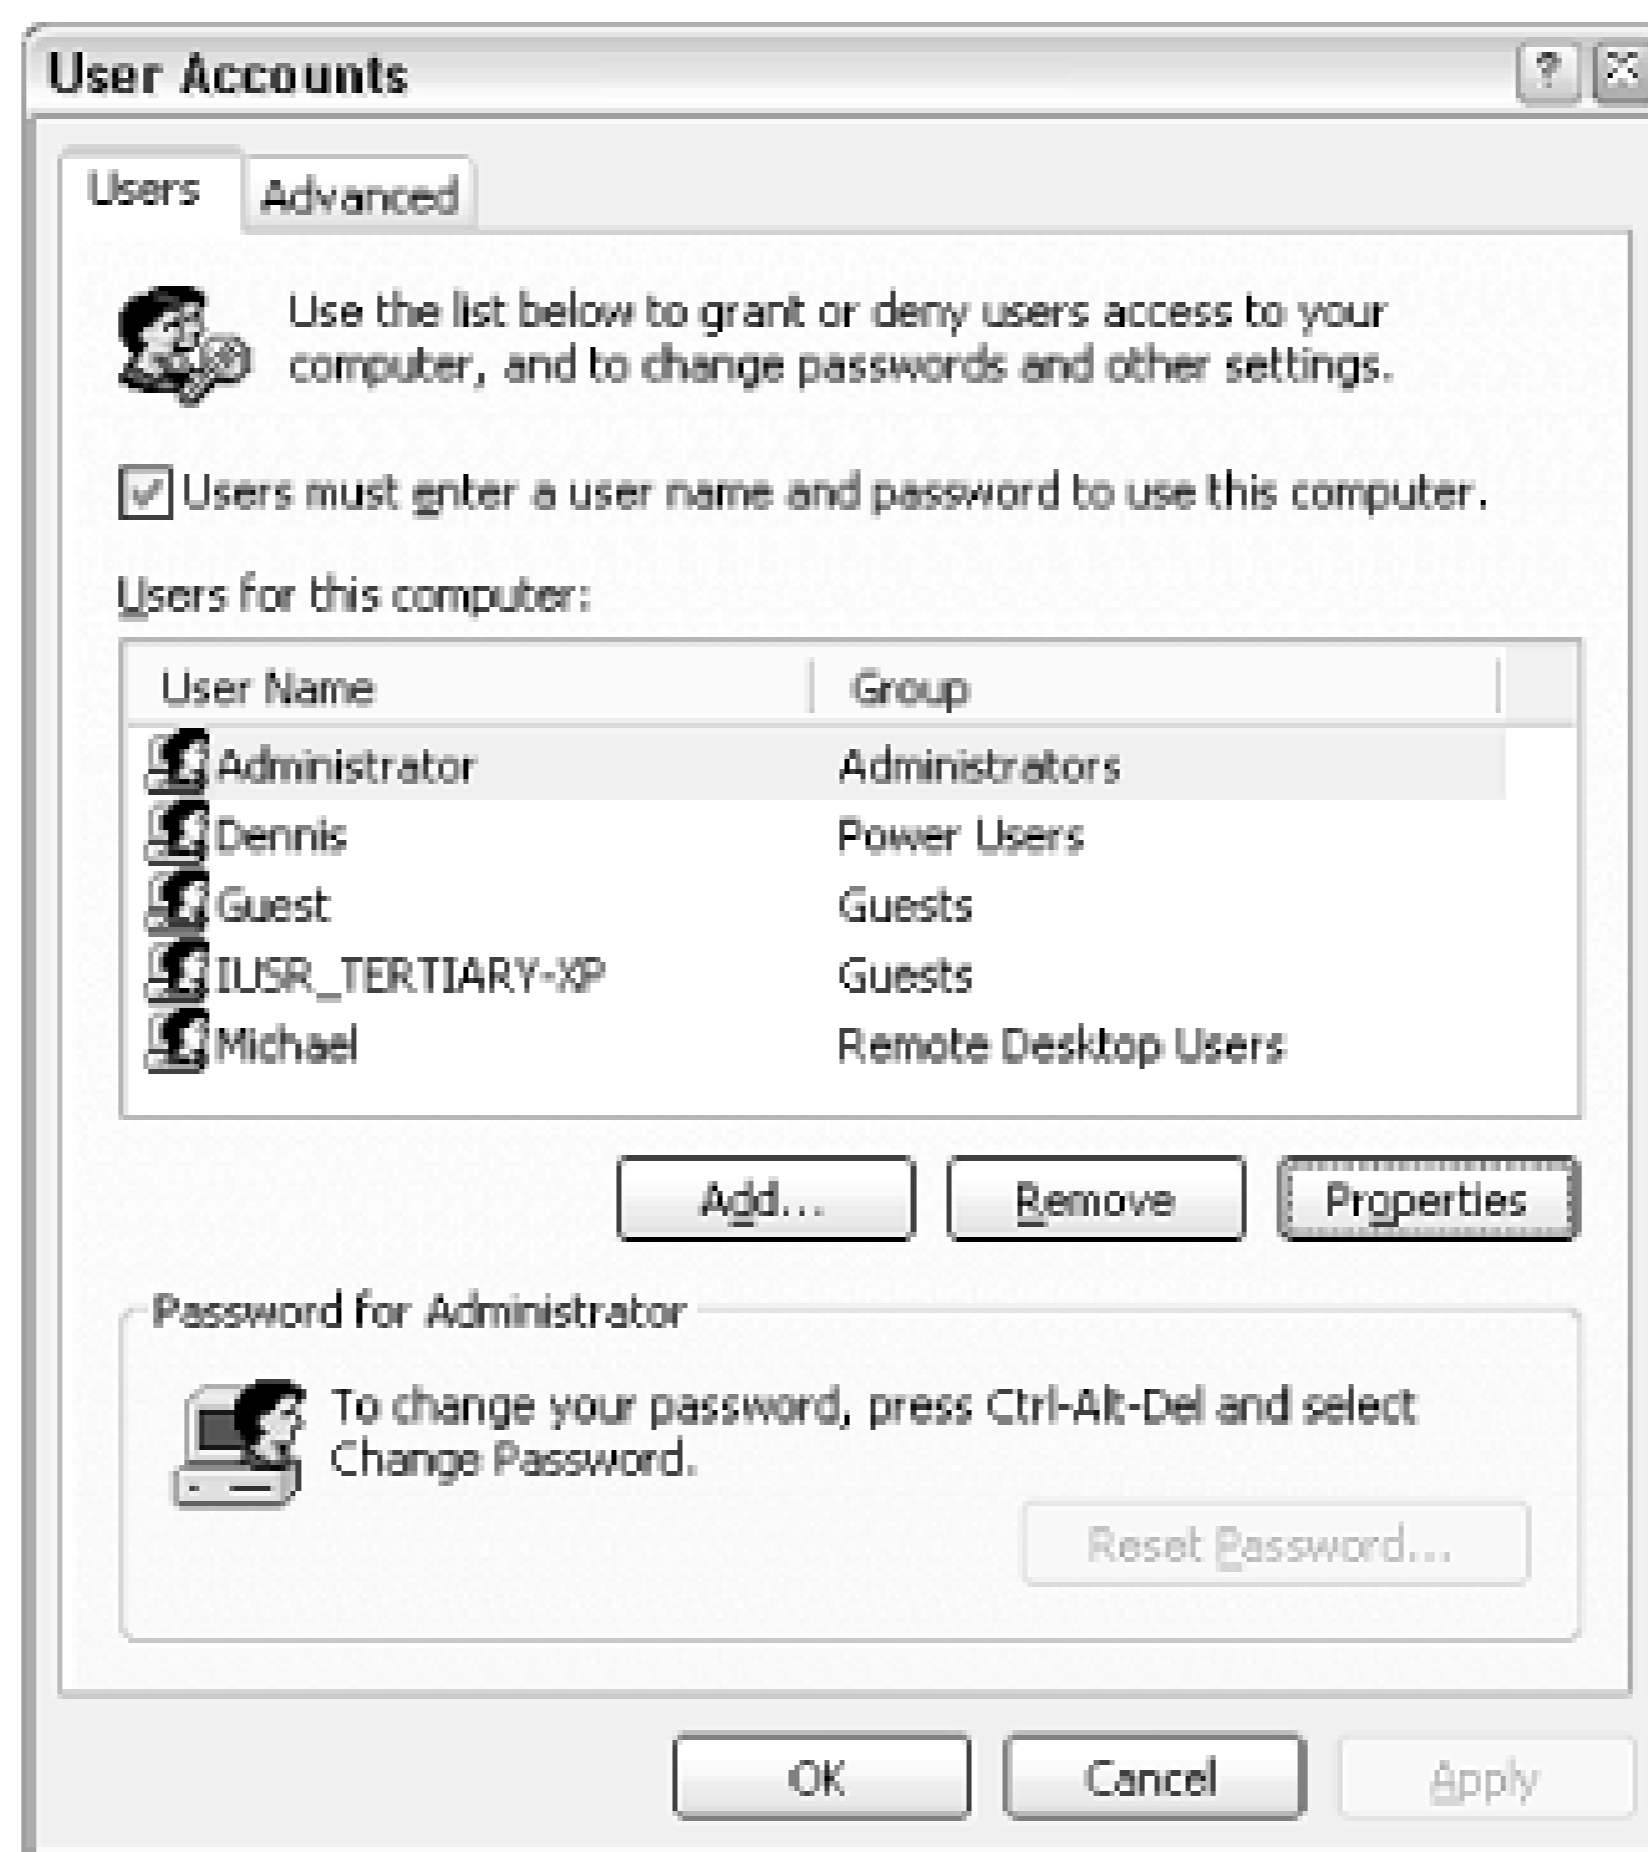 User Accounts
Users Advanced
Use the list below to grant or deny users access to your
computer, and to change passwords and other settings.
Users must enter a user name and password to use this computer.
Users for this computer:
User Name Group
Administrator Administrators
Dennis Power Users
Guest Guests
IUSR_TERTIARY-XP Guests
Michael Remote Desktop Users
Add... Remove Properties
Password for Administrator
To change your password, press Ctrl-Alt-Del and select
Change Password.
Reset Password...
OK Cancel Apply